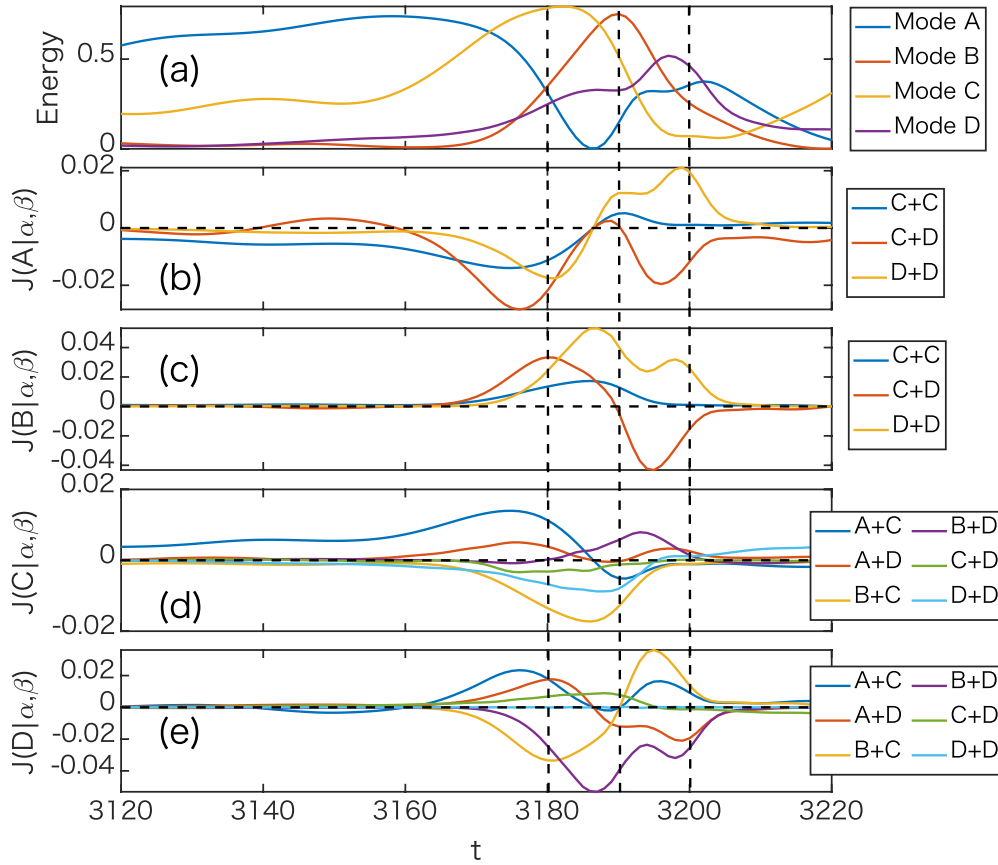 Energy
0.5
0
(a)
Mode A
Mode B
Mode C
Mode D
J(A|α,β)
0.02
0
-0.02
(b)
C+C
C+D
D+D
J(B|α,β)
0.04
0.02
0
-0.02
-0.04
(c)
C+C
C+D
D+D
J(C|α,β)
0.02
0
-0.02
(d)
A+C B+D
A+D C+D
B+C D+D
J(D|α,β)
0.02
0
-0.02
-0.04
(e)
A+C B+D
A+D C+D
B+C D+D
3120 3140 3160 3180 3200 3220
t